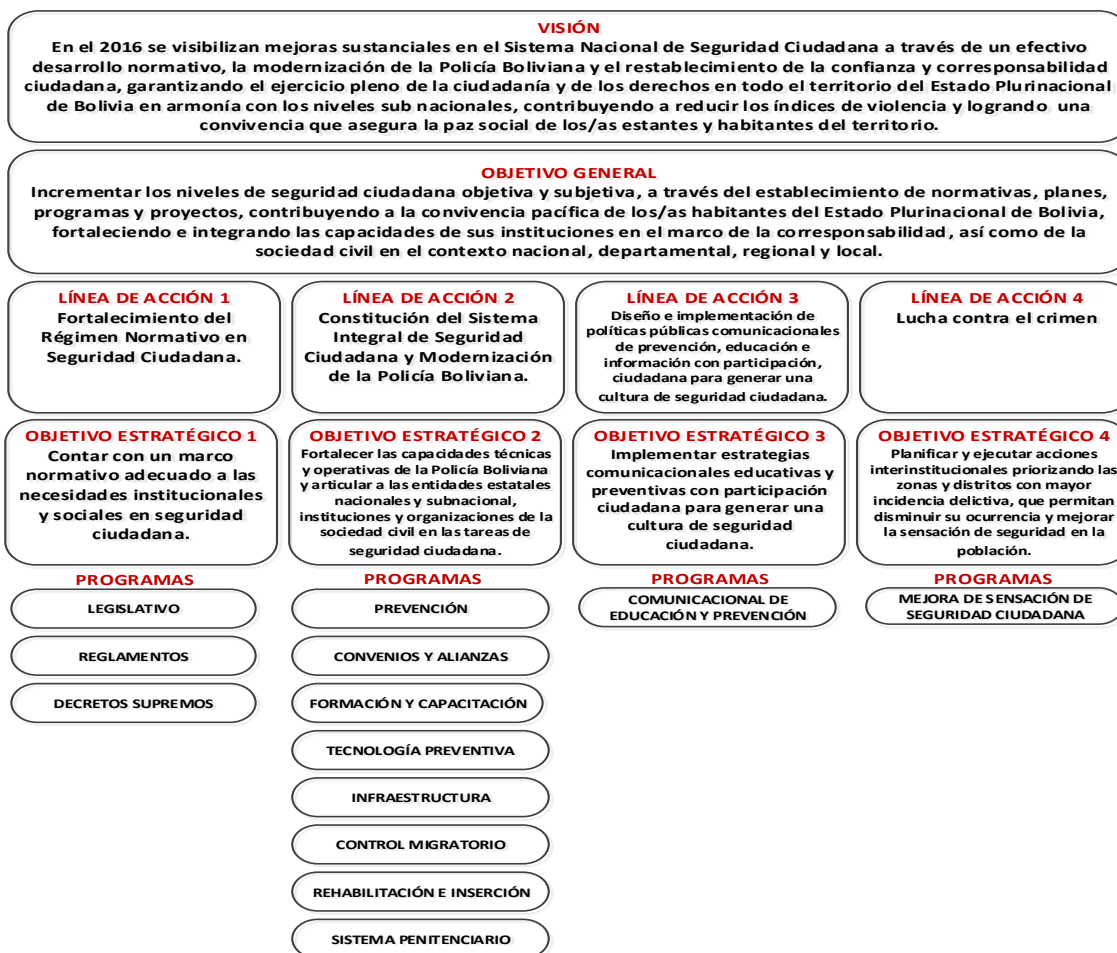 VISIÓN
En el 2016 se visibilizan mejoras sustanciales en el Sistema Nacional de Seguridad Ciudadana a través de un efectivo
desarrollo normativo, la modernización de la Policía Boliviana y el restablecimiento de la confianza y corresponsabilidad
ciudadana, garantizando el ejercicio pleno de la ciudadanía y de los derechos en todo el territorio del Estado Plurinacional
de Bolivia en armonía con los niveles sub nacionales, contribuyendo a reducir los índices de violencia y logrando una
convivencia que asegura la paz social de los/as estantes y habitantes del territorio.
OBJETIVO GENERAL
Incrementar los niveles de seguridad ciudadana objetiva y subjetiva, a través del establecimiento de normativas, planes,
programas y proyectos, contribuyendo a la convivencia pacífica de los/as habitantes del Estado Plurinacional de Bolivia,
fortaleciendo e integrando las capacidades de sus instituciones en el marco de la corresponsabilidad, así como de la
sociedad civil en el contexto nacional, departamental, regional y local.
LÍNEA DE ACCIÓN 1
Fortalecimiento del
Régimen Normativo en
Seguridad Ciudadana.
LÍNEA DE ACCIÓN 2
Constitución del Sistema
Integral de Seguridad
Ciudadana y Modernización
de la Policía Boliviana.
LÍNEA DE ACCIÓN 3
Diseño e implementación de
políticas públicas comunicacionales
de prevención, educación e
información con participación,
ciudadana para generar una
cultura de seguridad ciudadana.
LÍNEA DE ACCIÓN 4
Lucha contra el crimen
OBJETIVO ESTRATÉGICO 1
Contar con un marco
normativo adecuado a las
necesidades institucionales
y sociales en seguridad
ciudadana.
OBJETIVO ESTRATÉGICO 2
Fortalecer las capacidades técnicas
y operativas de la Policía Boliviana
y articular a las entidades estatales
nacionales y subnacional,
instituciones y organizaciones de la
sociedad civil en las tareas de
seguridad ciudadana.
OBJETIVO ESTRATÉGICO 3
Implementar estrategias
comunicacionales educativas y
preventivas con participación
ciudadana para generar una
cultura de seguridad
ciudadana.
OBJETIVO ESTRATÉGICO 4
Planificar y ejecutar acciones
interinstitucionales priorizando las
zonas y distritos con mayor
incidencia delictiva, que permitan
disminuir su ocurrencia y mejorar
la sensación de seguridad en la
población.
PROGRAMAS
LEGISLATIVO
REGLAMENTOS
DECRETOS SUPREMOS
PROGRAMAS
PREVENCIÓN
CONVENIOS Y ALIANZAS
FORMACIÓN Y CAPACITACIÓN
TECNOLOGÍA PREVENTIVA
INFRAESTRUCTURA
CONTROL MIGRATORIO
REHABILITACIÓN E INSERCIÓN
SISTEMA PENITENCIARIO
PROGRAMAS
COMUNICACIONAL DE
EDUCACIÓN Y PREVENCIÓN
PROGRAMAS
MEJORA DE SENSACIÓN DE
SEGURIDAD CIUDADANA